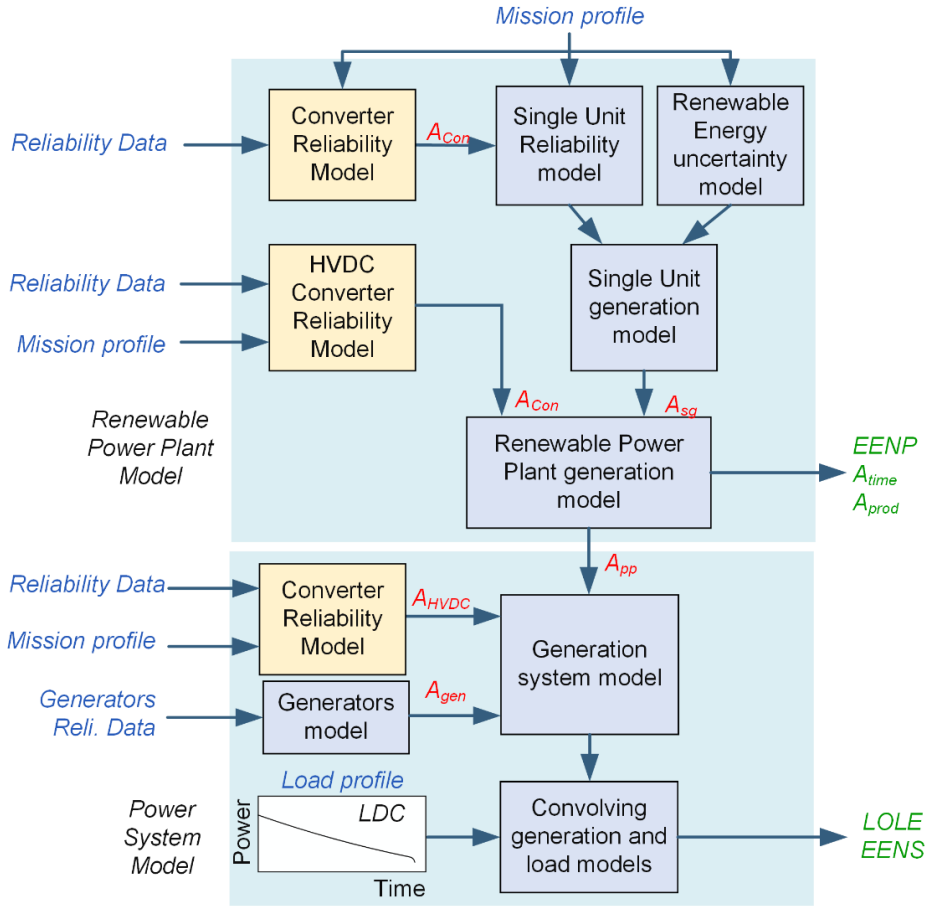 Mission profile
Reliability Data
Converter
Reliability
Model
A_Con
Single Unit
Reliability
model
Renewable
Energy
uncertainty
model
Reliability Data
Mission profile
HVDC
Converter
Reliability
Model
Single Unit
generation
model
A_Con
A_sg
Renewable
Power Plant
Model
Renewable Power
Plant generation
model
EENP
A_time
A_prod
A_pp
Reliability Data
Mission profile
Converter
Reliability
Model
A_HVDC
Generation
system model
Generators
Reli. Data
Generators
model
A_gen
Load profile
Power
System
Model
Power
LDC
Time
Convolving
generation and
load models
LOLE
EENS